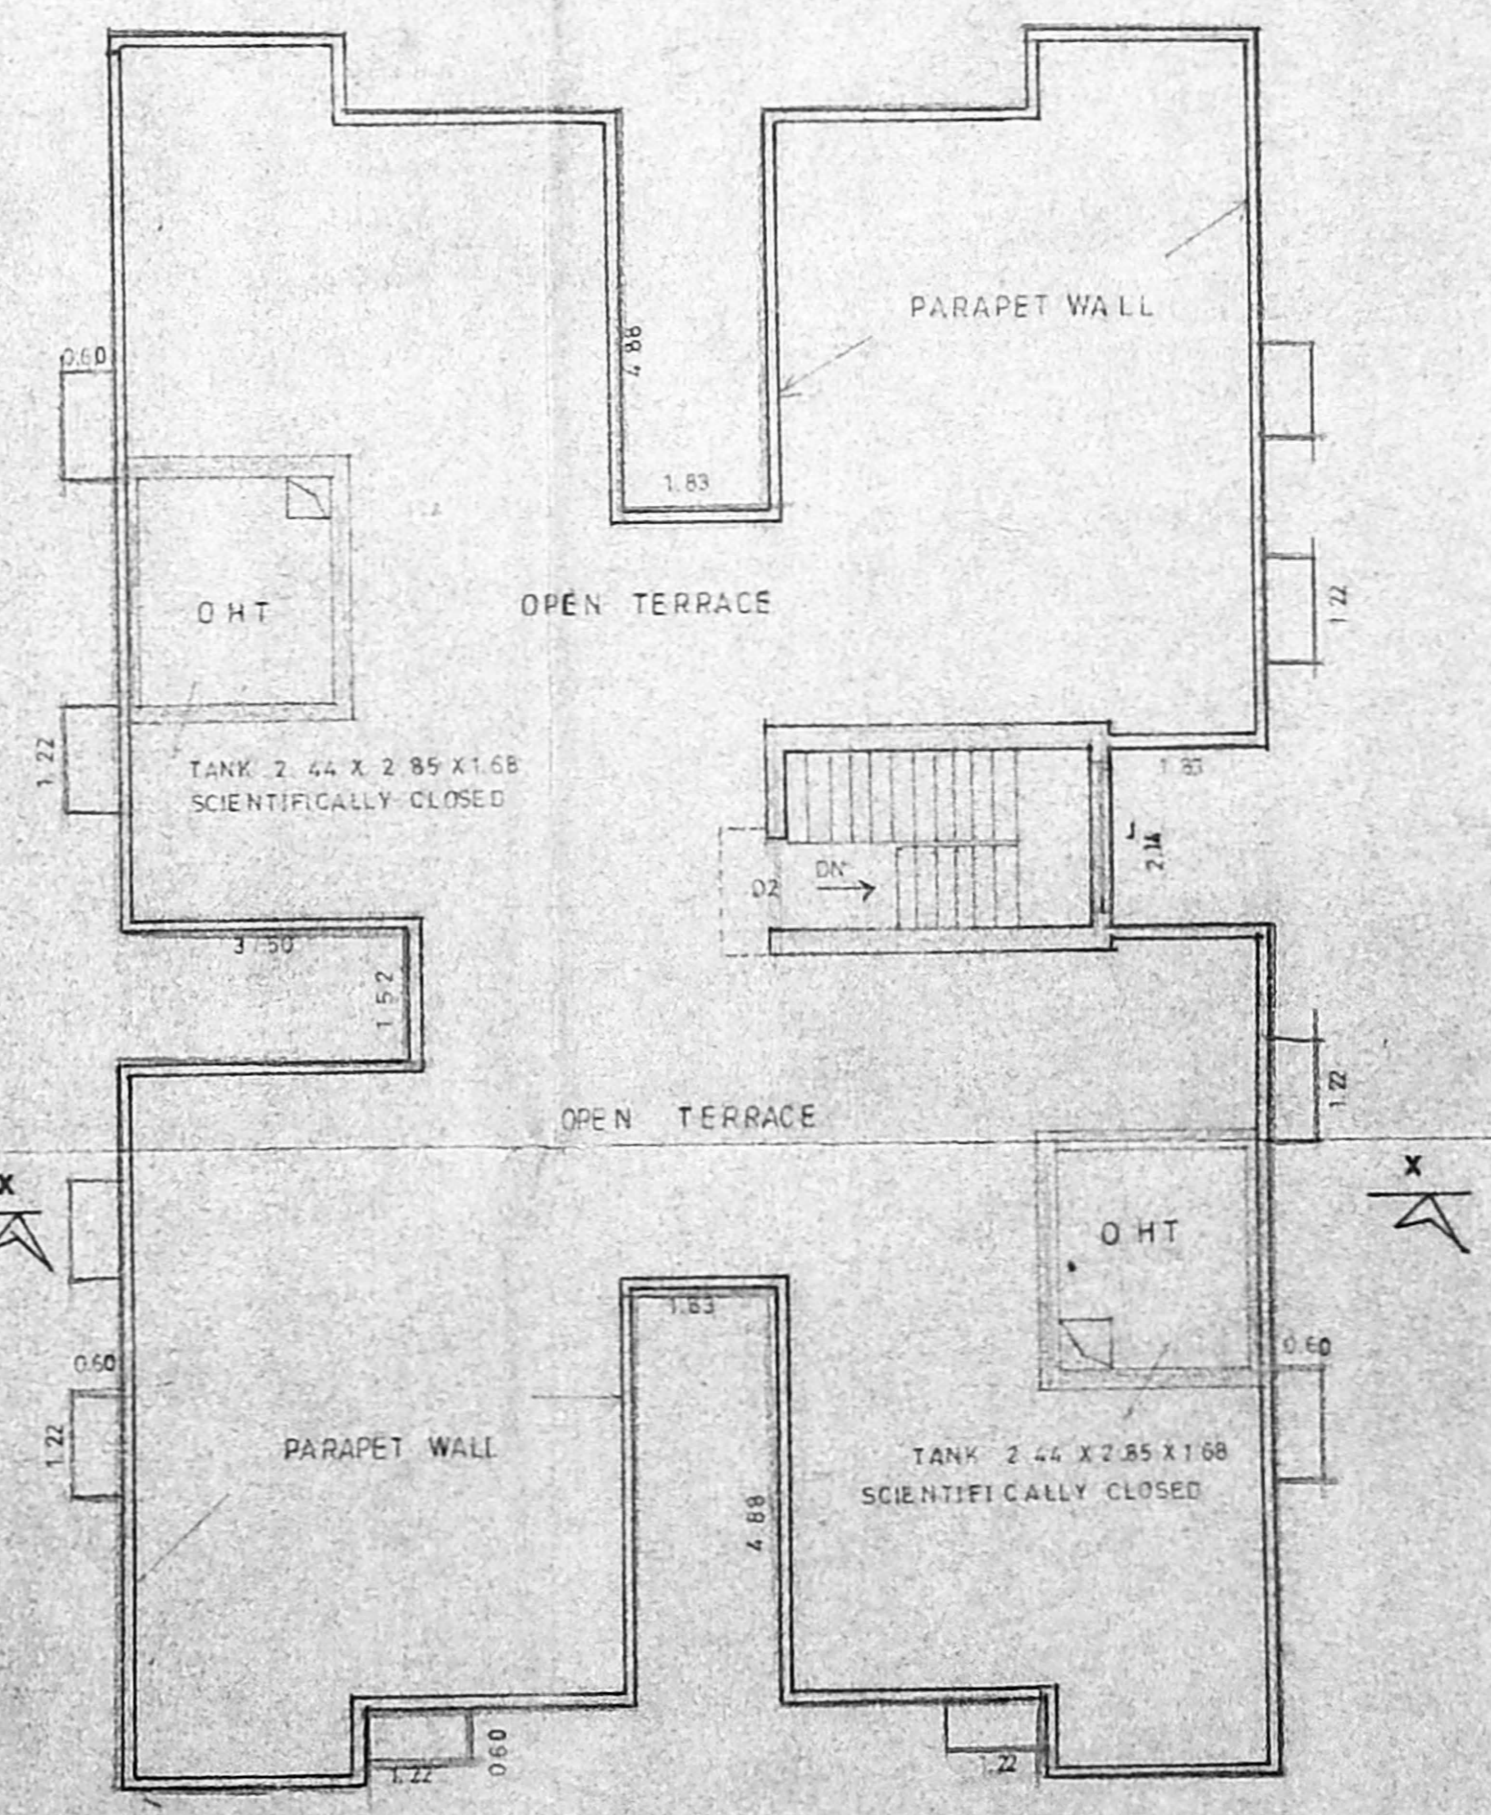 PARAPET WALL
4.88
0.60
1.83
OHT
OPEN TERRACE
1.22
1.22
TANK 2.44 X 2.85 X 1.68
SCIENTIFICALLY CLOSED
1.83
J
2.14
DN
D2
3.50
1.52
1.22
OPEN TERRACE
X
X
OHT
1.83
0.60
0.60
1.22
PARAPET WALL
TANK 2.44 X 2.85 X 1.68
SCIENTIFICALLY CLOSED
4.88
0.60
1.22
1.22